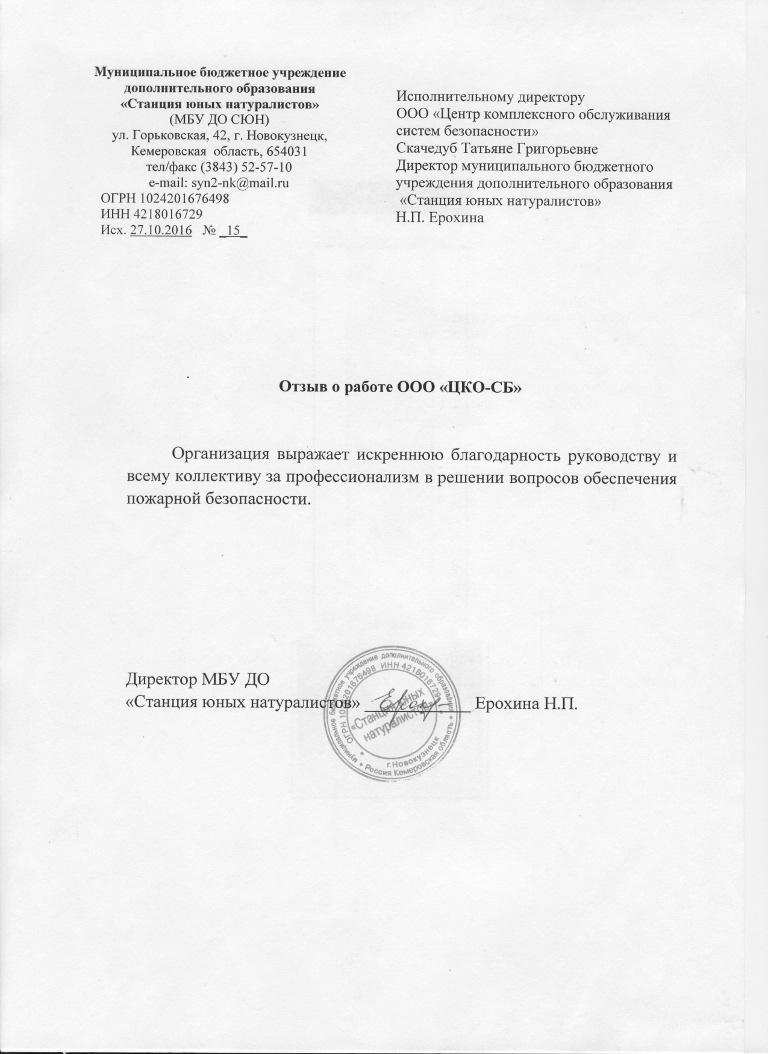 Муниципальное бюджетное учреждение
дополнительного образования
«Станция юных натуралистов»
(МБУ ДО СЮН)
ул. Горьковская, 42, г. Новокузнецк,
Кемеровская область, 654031
тел/факс (3843) 52-57-10
e-mail: syn2-nk@mail.ru
ОГРН 1024201676498
ИНН 4218016729
Исх. 27.10.2016 № _15_
Исполнительному директору
ООО «Центр комплексного обслуживания
систем безопасности»
Скачедуб Татьяне Григорьевне
Директор муниципального бюджетного
учреждения дополнительного образования
«Станция юных натуралистов»
Н.П. Ерохина
Отзыв о работе ООО «ЦКО-СБ»
Организация выражает искреннюю благодарность руководству и
всему коллективу за профессионализм в решении вопросов обеспечения
пожарной безопасности.
Директор МБУ ДО
«Станция юных натуралистов» ____________ Ерохина Н.П.
муниципальное бюджетное учреждение дополнительного образования
Россия Кемеровская область
ОГРН 1024201676498 ИНН 4218016729
г. Новокузнецк
«Станция юных
натуралистов»